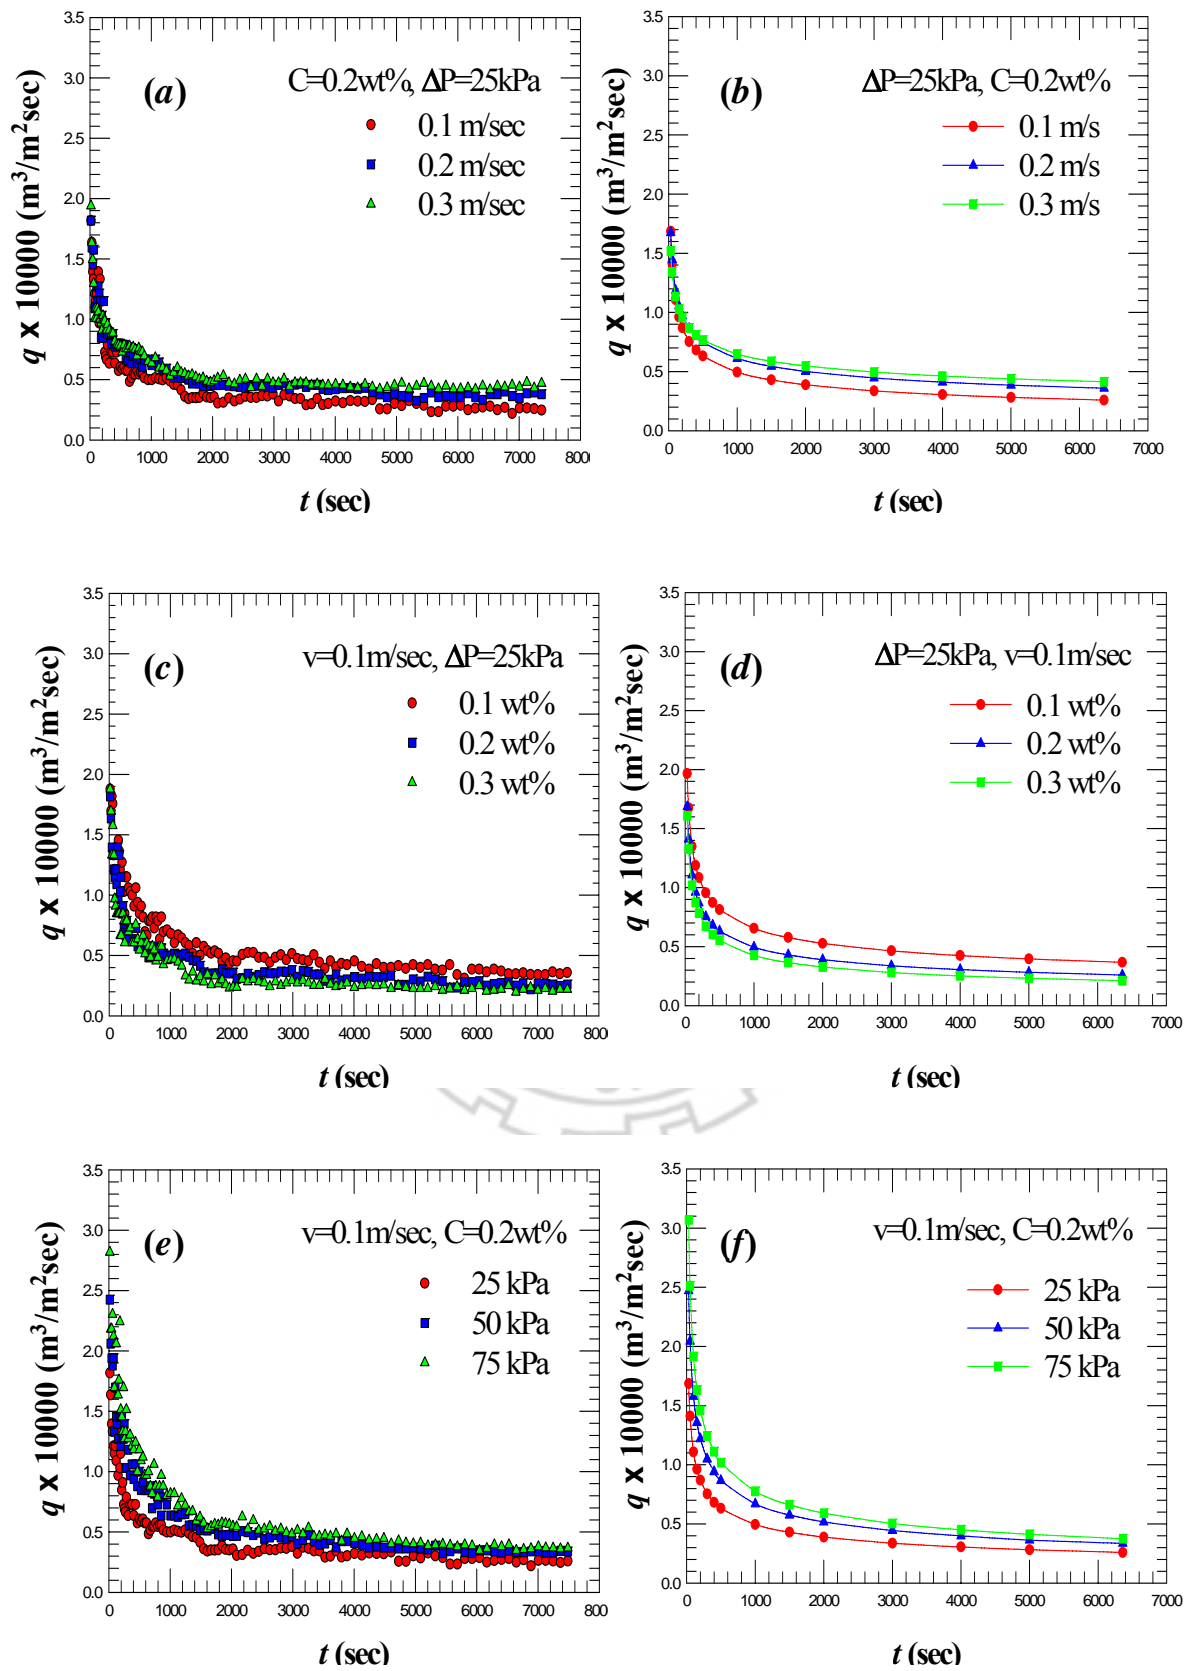 (a) C=0.2wt%, ΔP=25kPa
0.1 m/sec
0.2 m/sec
0.3 m/sec
q x 10000 (m³/m²sec)
3.5
3.0
2.5
2.0
1.5
1.0
0.5
0.0
0 1000 2000 3000 4000 5000 6000 7000 800
t (sec)
(b) ΔP=25kPa, C=0.2wt%
0.1 m/s
0.2 m/s
0.3 m/s
q x 10000 (m³/m²sec)
3.5
3.0
2.5
2.0
1.5
1.0
0.5
0.0
0 1000 2000 3000 4000 5000 6000 7000
t (sec)
(c) v=0.1m/sec, ΔP=25kPa
0.1 wt%
0.2 wt%
0.3 wt%
q x 10000 (m³/m²sec)
3.5
3.0
2.5
2.0
1.5
1.0
0.5
0.0
0 1000 2000 3000 4000 5000 6000 7000 800
t (sec)
(d) ΔP=25kPa, v=0.1m/sec
0.1 wt%
0.2 wt%
0.3 wt%
q x 10000 (m³/m²sec)
3.5
3.0
2.5
2.0
1.5
1.0
0.5
0.0
0 1000 2000 3000 4000 5000 6000 7000
t (sec)
(e) v=0.1m/sec, C=0.2wt%
25 kPa
50 kPa
75 kPa
q x 10000 (m³/m²sec)
3.5
3.0
2.5
2.0
1.5
1.0
0.5
0.0
0 1000 2000 3000 4000 5000 6000 7000 800
t (sec)
(f) v=0.1m/sec, C=0.2wt%
25 kPa
50 kPa
75 kPa
q x 10000 (m³/m²sec)
3.5
3.0
2.5
2.0
1.5
1.0
0.5
0.0
0 1000 2000 3000 4000 5000 6000 7000
t (sec)